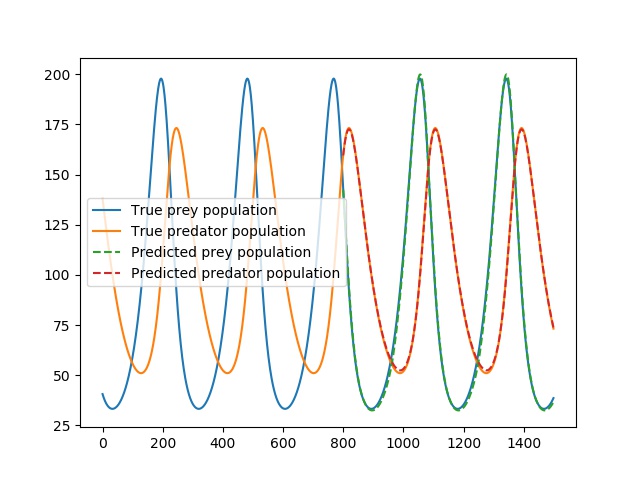 200
175
150
125
100
75
50
25
True prey population
True predator population
Predicted prey population
Predicted predator population
0 200 400 600 800 1000 1200 1400